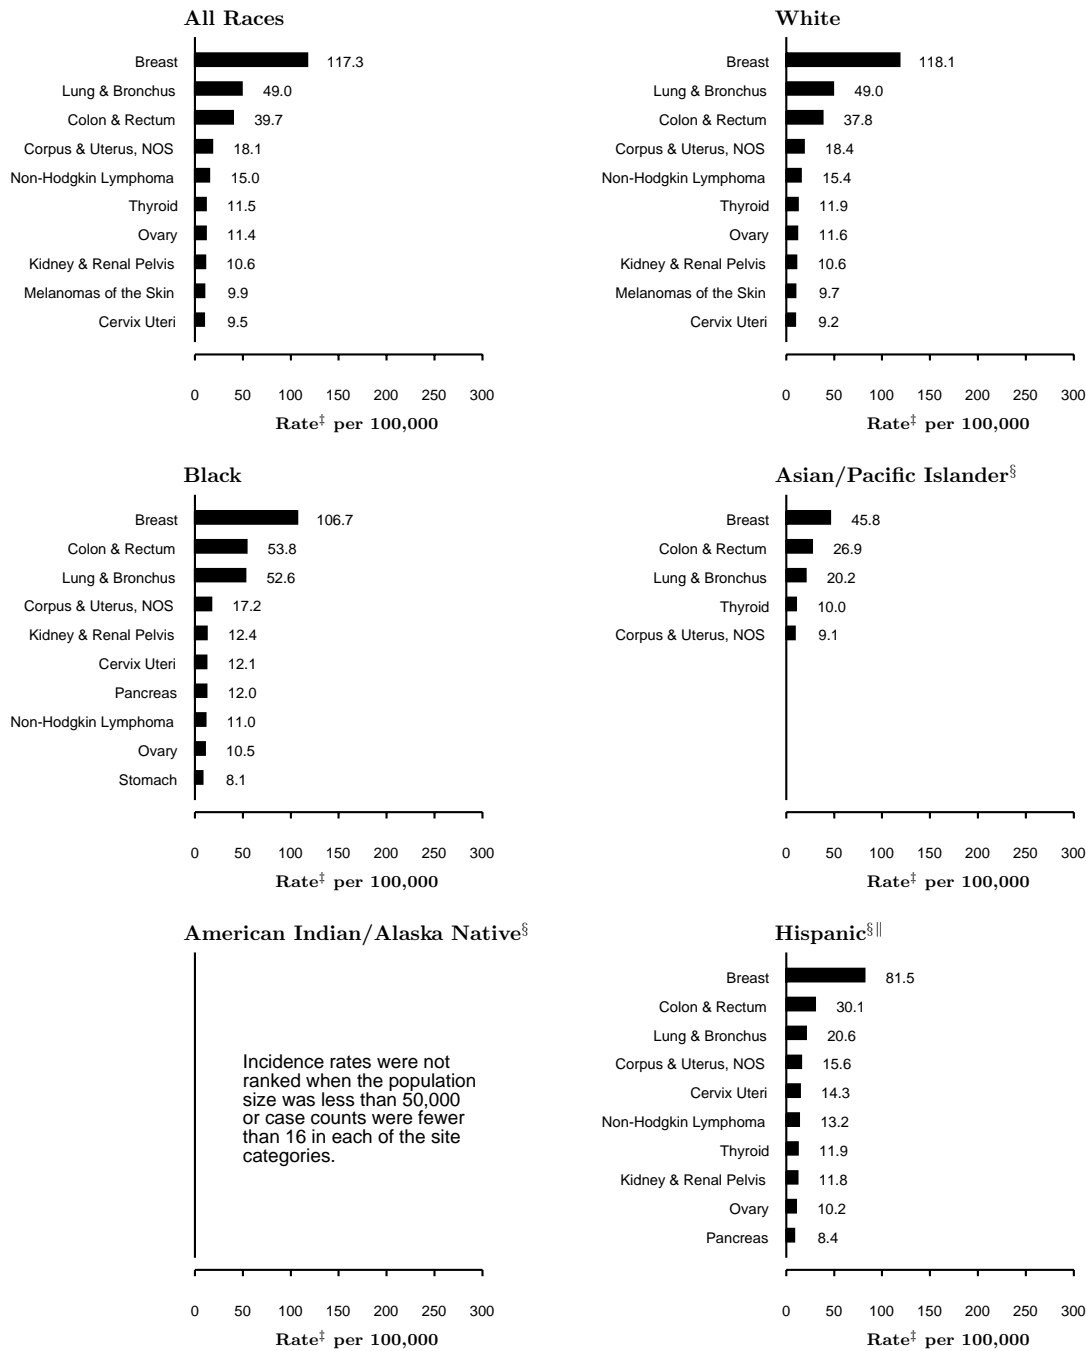 All Races
Breast 117.3
Lung & Bronchus 49.0
Colon & Rectum 39.7
Corpus & Uterus, NOS 18.1
Non-Hodgkin Lymphoma 15.0
Thyroid 11.5
Ovary 11.4
Kidney & Renal Pelvis 10.6
Melanomas of the Skin 9.9
Cervix Uteri 9.5
0 50 100 150 200 250 300
Rate‡ per 100,000
White
Breast 118.1
Lung & Bronchus 49.0
Colon & Rectum 37.8
Corpus & Uterus, NOS 18.4
Non-Hodgkin Lymphoma 15.4
Thyroid 11.9
Ovary 11.6
Kidney & Renal Pelvis 10.6
Melanomas of the Skin 9.7
Cervix Uteri 9.2
0 50 100 150 200 250 300
Rate‡ per 100,000
Black
Breast 106.7
Colon & Rectum 53.8
Lung & Bronchus 52.6
Corpus & Uterus, NOS 17.2
Kidney & Renal Pelvis 12.4
Cervix Uteri 12.1
Pancreas 12.0
Non-Hodgkin Lymphoma 11.0
Ovary 10.5
Stomach 8.1
0 50 100 150 200 250 300
Rate‡ per 100,000
Asian/Pacific Islander§
Breast 45.8
Colon & Rectum 26.9
Lung & Bronchus 20.2
Thyroid 10.0
Corpus & Uterus, NOS 9.1
0 50 100 150 200 250 300
Rate‡ per 100,000
American Indian/Alaska Native§
Incidence rates were not
ranked when the population
size was less than 50,000
or case counts were fewer
than 16 in each of the site
categories.
0 50 100 150 200 250 300
Rate‡ per 100,000
Hispanic§‖
Breast 81.5
Colon & Rectum 30.1
Lung & Bronchus 20.6
Corpus & Uterus, NOS 15.6
Cervix Uteri 14.3
Non-Hodgkin Lymphoma 13.2
Thyroid 11.9
Kidney & Renal Pelvis 11.8
Ovary 10.2
Pancreas 8.4
0 50 100 150 200 250 300
Rate‡ per 100,000